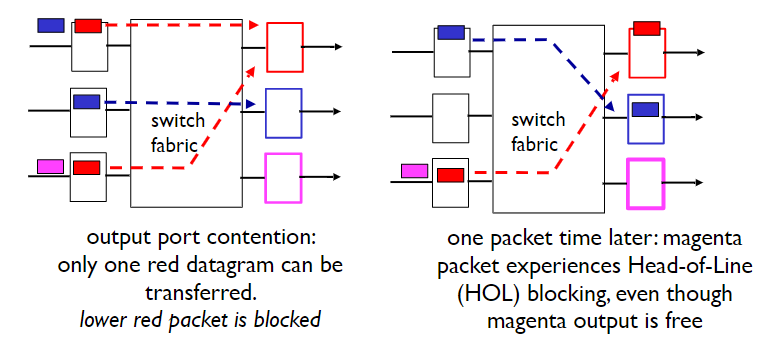 switch
fabric
output port contention:
only one red datagram can be
transferred.
lower red packet is blocked
switch
fabric
one packet time later: magenta
packet experiences Head-of-Line
(HOL) blocking, even though
magenta output is free